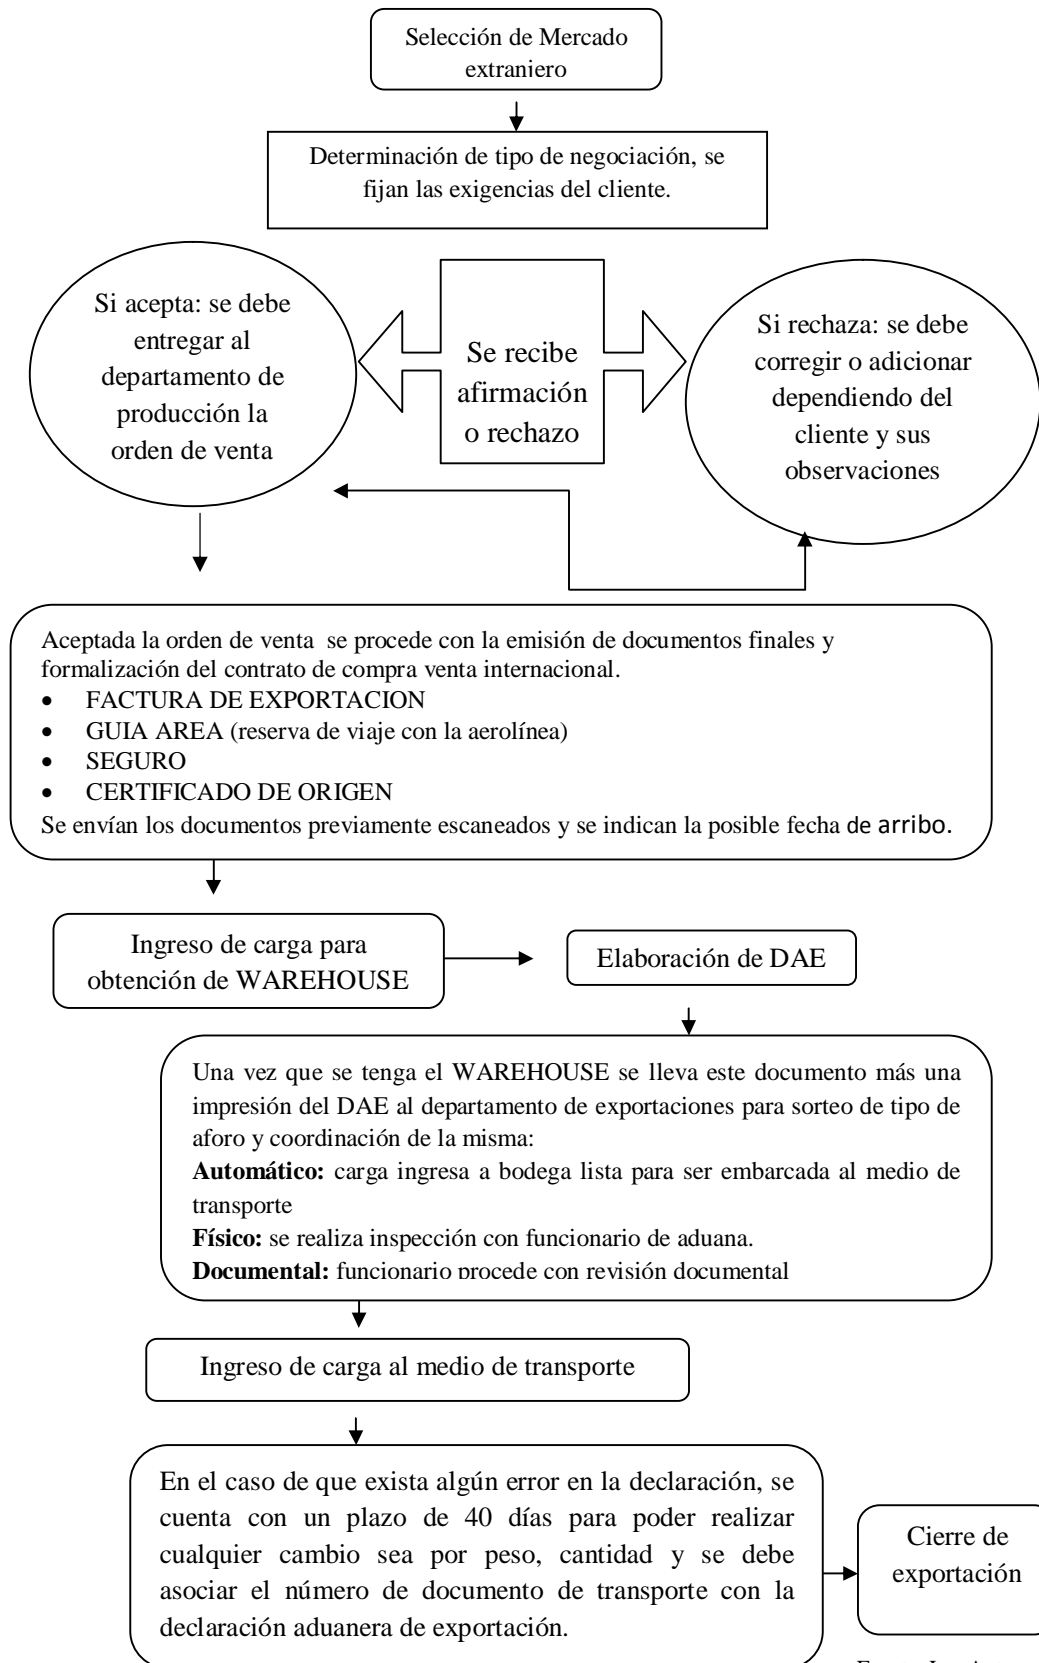 Selección de Mercado
extranjero
Determinación de tipo de negociación, se
fijan las exigencias del cliente.
Si acepta: se debe
entregar al
departamento de
producción la
orden de venta
Se recibe
afirmación
o rechazo
Si rechaza: se debe
corregir o adicionar
dependiendo del
cliente y sus
observaciones
Aceptada la orden de venta se procede con la emisión de documentos finales y
formalización del contrato de compra venta internacional.
• FACTURA DE EXPORTACION
• GUIA AREA (reserva de viaje con la aerolínea)
• SEGURO
• CERTIFICADO DE ORIGEN
Se envían los documentos previamente escaneados y se indican la posible fecha de arribo.
Ingreso de carga para
obtención de WAREHOUSE
Elaboración de DAE
Una vez que se tenga el WAREHOUSE se lleva este documento más una
impresión del DAE al departamento de exportaciones para sorteo de tipo de
aforo y coordinación de la misma:
Automático: carga ingresa a bodega lista para ser embarcada al medio de
transporte
Físico: se realiza inspección con funcionario de aduana.
Documental: funcionario procede con revisión documental
Ingreso de carga al medio de transporte
En el caso de que exista algún error en la declaración, se
cuenta con un plazo de 40 días para poder realizar
cualquier cambio sea por peso, cantidad y se debe
asociar el número de documento de transporte con la
declaración aduanera de exportación.
Cierre de
exportación